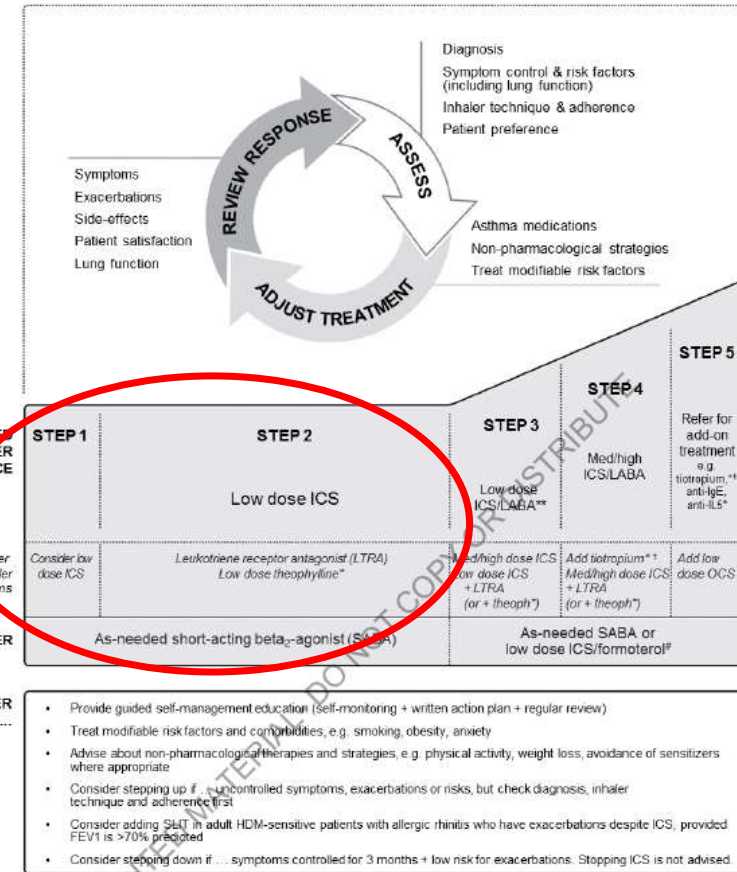 Diagnosis
Symptom control & risk factors
(including lung function)
Inhaler technique & adherence
Patient preference
REVIEW RESPONSE
ASSESS
ADJUST TREATMENT
Symptoms
Exacerbations
Side-effects
Patient satisfaction
Lung function
Asthma medications
Non-pharmacological strategies
Treat modifiable risk factors
STEP 1
STEP 2
Low dose ICS
STEP 3
Low dose
ICS/LABA**
STEP 4
Med/high
ICS/LABA
STEP 5
Refer for
add-on
treatment
e.g.
tiotropium,*†
anti-IgE,
anti-IL5*
Consider low
dose ICS
Leukotriene receptor antagonist (LTRA)
Low dose theophylline*
Med/high dose ICS
Low dose ICS
+ LTRA
(or + theoph*)
Add tiotropium*†
Med/high dose ICS
+ LTRA
(or + theoph*)
Add low
dose OCS
As-needed short-acting beta2-agonist (SABA)
As-needed SABA or
low dose ICS/formoterol#
• Provide guided self-management education (self-monitoring + written action plan + regular review)
• Treat modifiable risk factors and comorbidities, e.g. smoking, obesity, anxiety
• Advise about non-pharmacological therapies and strategies, e.g. physical activity, weight loss, avoidance of sensitizers
where appropriate
• Consider stepping up if ... uncontrolled symptoms, exacerbations or risks, but check diagnosis, inhaler
technique and adherence first
• Consider adding SLIT in adult HDM-sensitive patients with allergic rhinitis who have exacerbations despite ICS, provided
FEV1 is >70% predicted
• Consider stepping down if ... symptoms controlled for 3 months + low risk for exacerbations. Stopping ICS is not advised.
MATERIAL DO NOT COPY OR DISTRIBUTE